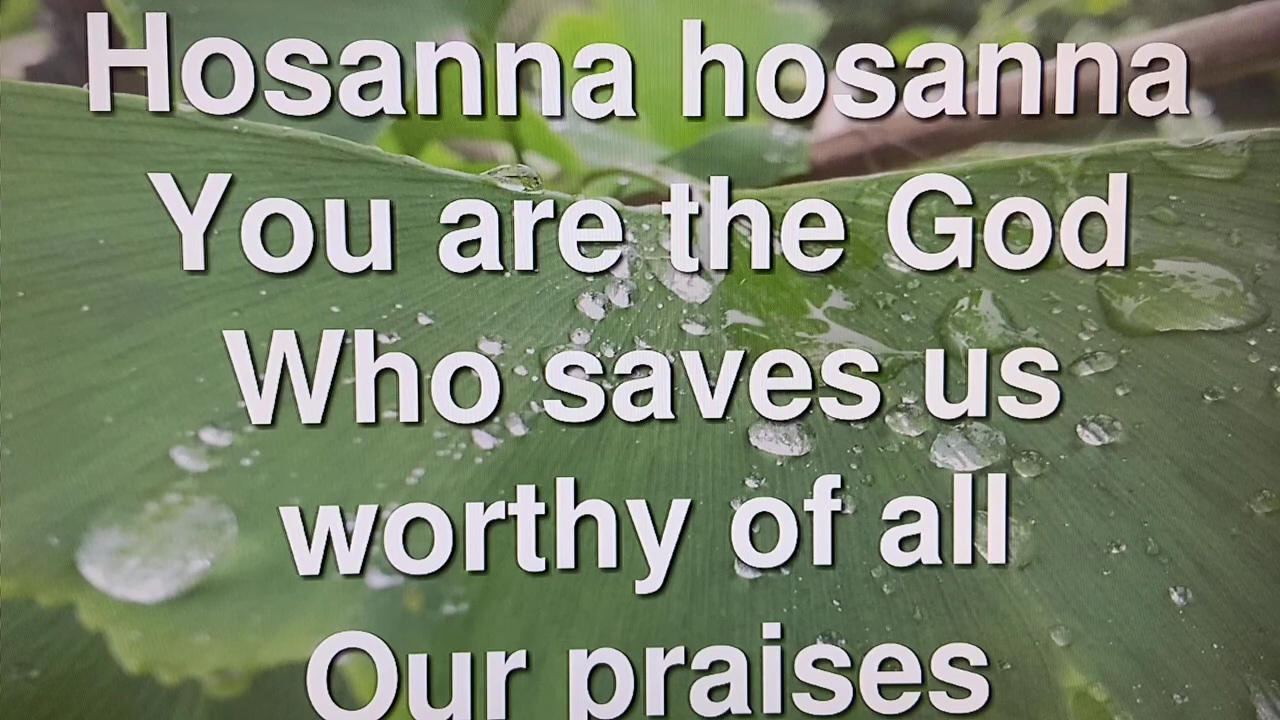 Hosanna hosanna
You are the God
Who saves us
worthy of all
Our praises